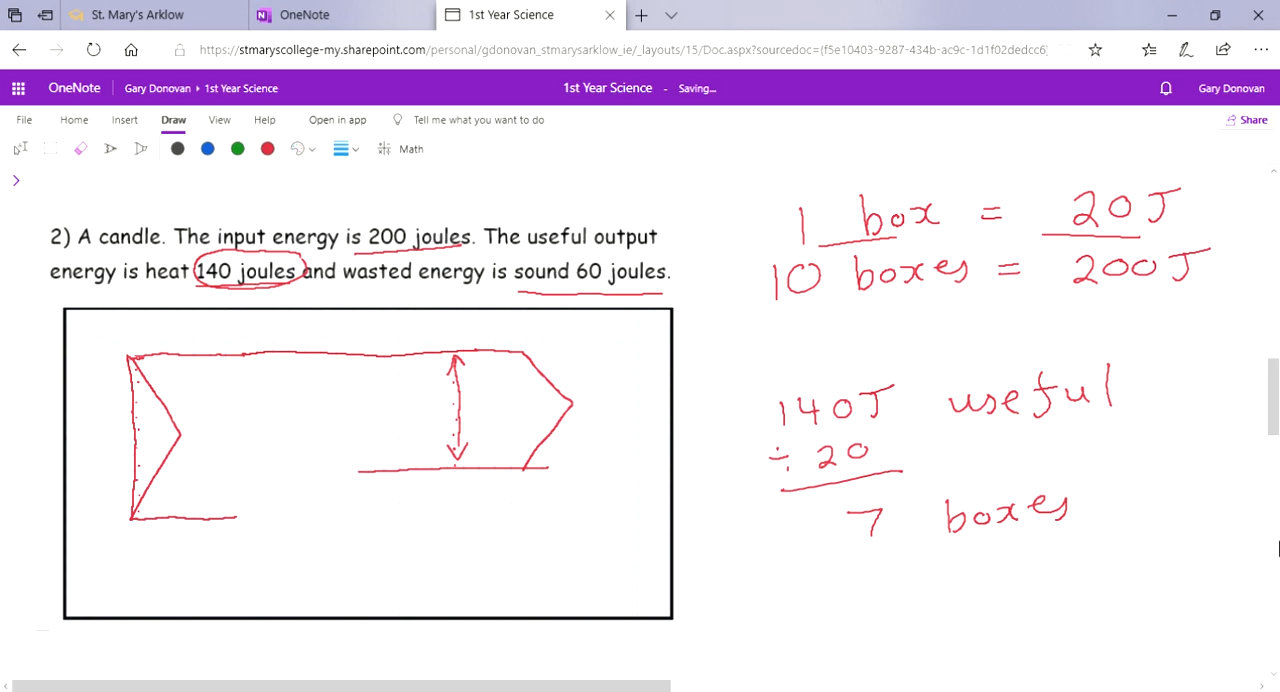 St. Mary's Arklow
OneNote
1st Year Science
https://stmaryscollege-my.sharepoint.com/personal/gdonovan_stmarysarklow_ie/_layouts/15/Doc.aspx?sourcedoc={f5e10403-9287-434b-ac9c-1d1f02dedcc6}
OneNote
Gary Donovan › 1st Year Science
1st Year Science - Saving...
Gary Donovan
File Home Insert Draw View Help Open in app Tell me what you want to do
Share
Math
2) A candle. The input energy is 200 joules. The useful output
energy is heat 140 joules and wasted energy is sound 60 joules.
1 box = 20J
10 boxes = 200J
140J useful
÷ 20
7 boxes